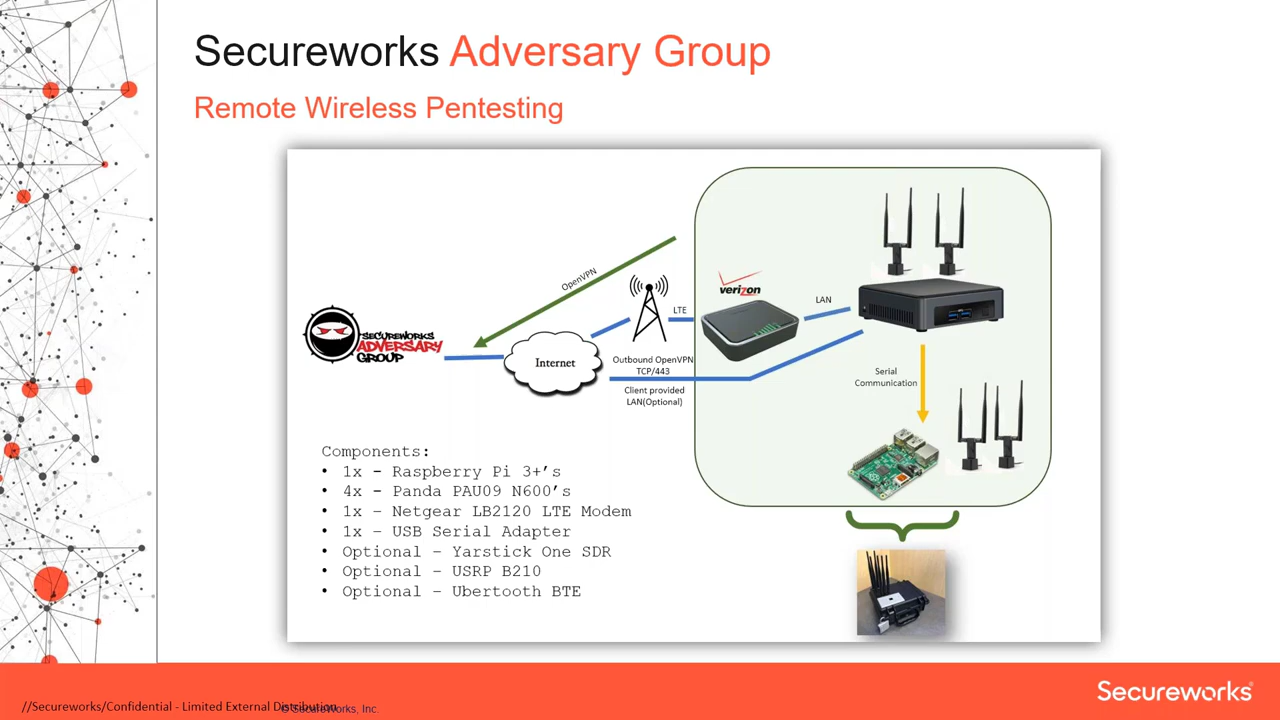 Secureworks Adversary Group
Remote Wireless Pentesting
OpenVPN
verizon
LTE
LAN
SECUREWORKS
ADVERSARY
GROUP
Internet
Outbound OpenVPN
TCP/443
Client provided
LAN(Optional)
Serial
Communication
Components:
• 1x - Raspberry Pi 3+’s
• 4x - Panda PAU09 N600’s
• 1x – Netgear LB2120 LTE Modem
• 1x – USB Serial Adapter
• Optional – Yarstick One SDR
• Optional – USRP B210
• Optional – Ubertooth BTE
Secureworks
//Secureworks/Confidential - Limited External Distribution
© SecureWorks, Inc.